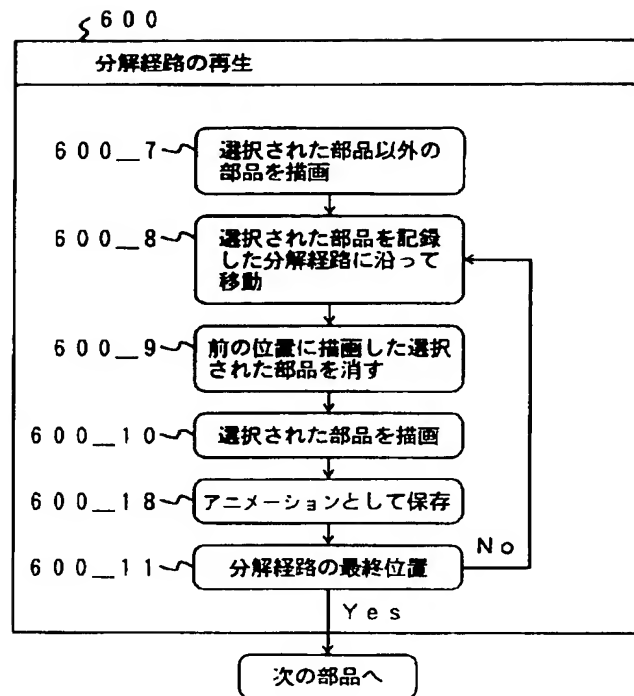 600
分解経路の再生
600_7
選択された部品以外の
部品を描画
600_8
選択された部品を記録
した分解経路に沿って
移動
600_9
前の位置に描画した選択
された部品を消す
600_10
選択された部品を描画
600_18
アニメーションとして保存
No
600_11
分解経路の最終位置
Yes
次の部品へ